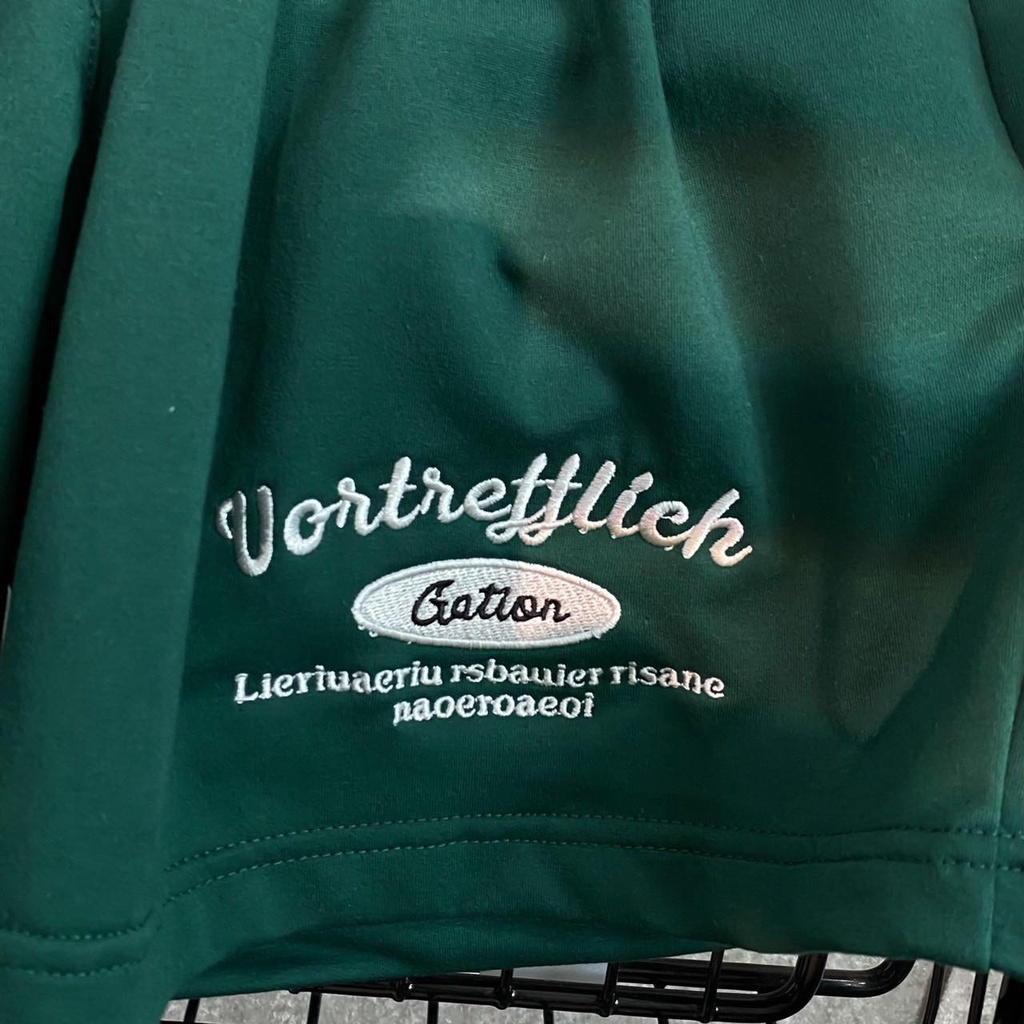 Vortrefflich
Gation
Lieriuaeriu rsbauier risane
naoeroaeoi